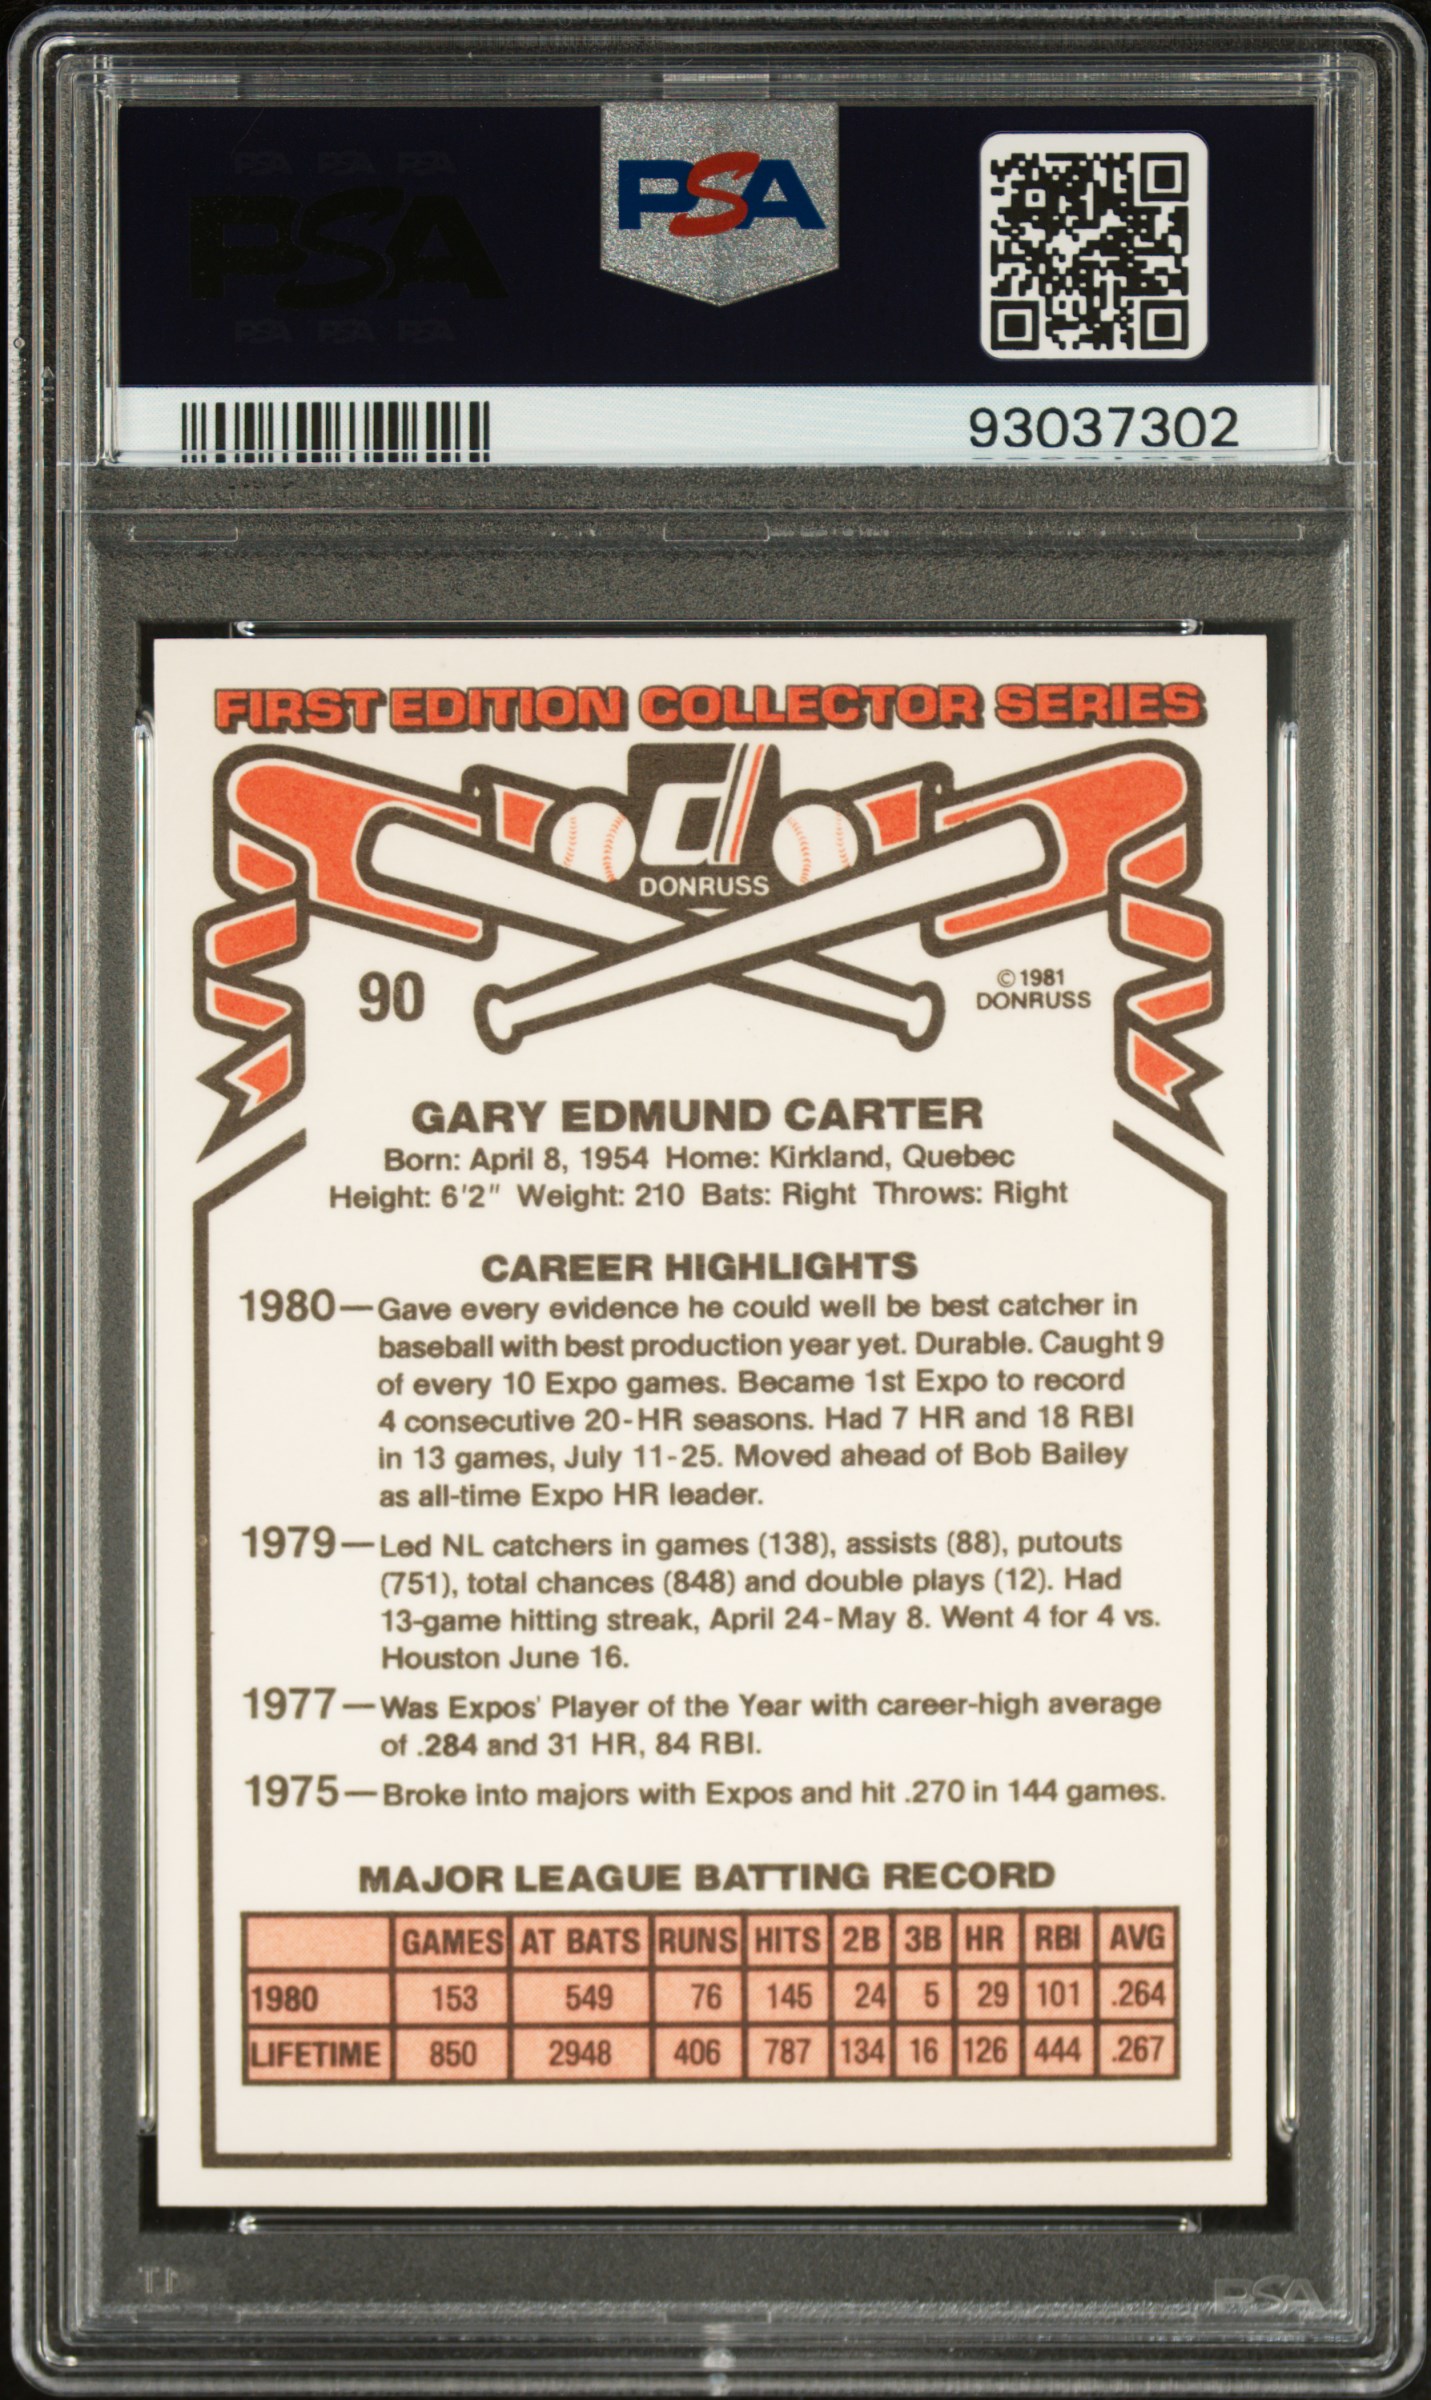 PSA PSA PSA
PSA
PSA PSA PSA
PSA
93037302
FIRST EDITION COLLECTOR SERIES
d
DONRUSS
90
© 1981
DONRUSS
GARY EDMUND CARTER
Born: April 8, 1954 Home: Kirkland, Quebec
Height: 6'2" Weight: 210 Bats: Right Throws: Right
CAREER HIGHLIGHTS
1980—Gave every evidence he could well be best catcher in
baseball with best production year yet. Durable. Caught 9
of every 10 Expo games. Became 1st Expo to record
4 consecutive 20-HR seasons. Had 7 HR and 18 RBI
in 13 games, July 11-25. Moved ahead of Bob Bailey
as all-time Expo HR leader.
1979—Led NL catchers in games (138), assists (88), putouts
(751), total chances (848) and double plays (12). Had
13-game hitting streak, April 24-May 8. Went 4 for 4 vs.
Houston June 16.
1977—Was Expos' Player of the Year with career-high average
of .284 and 31 HR, 84 RBI.
1975—Broke into majors with Expos and hit .270 in 144 games.
MAJOR LEAGUE BATTING RECORD
GAMES AT BATS RUNS HITS 2B 3B HR RBI AVG
1980 153 549 76 145 24 5 29 101 .264
LIFETIME 850 2948 406 787 134 16 126 444 .267
PSA